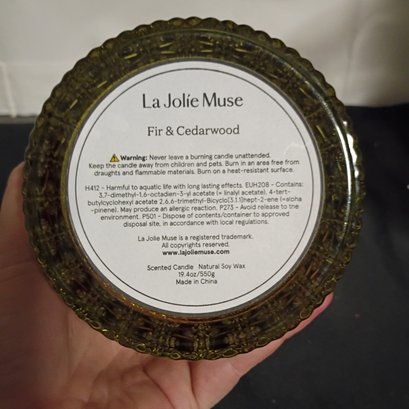 La Jolíe Muse
Fir & Cedarwood
⚠Warning: Never leave a burning candle unattended.
Keep the candle away from children and pets. Burn in an area free from
draughts and flammable materials. Burn on a heat-resistant surface.
H412 - Harmful to aquatic life with long lasting effects. EUH208 - Contains:
3,7-dimethyl-1,6-octadien-3-yl acetate (= linalyl acetate), 4-tert-
butylcyclohexyl acetate 2,6,6-trimethyl-Bicyclo[3.1.1]hept-2-ene (=alpha
-pinene). May produce an allergic reaction. P273 - Avoid release to the
environment. P501 - Dispose of contents/container to approved
disposal site, in accordance with local regulations.
La Jolie Muse is a registered trademark.
All copyrights reserved.
www.lajoliemuse.com
Scented Candle Natural Soy Wax
19.4oz/550g
Made in China